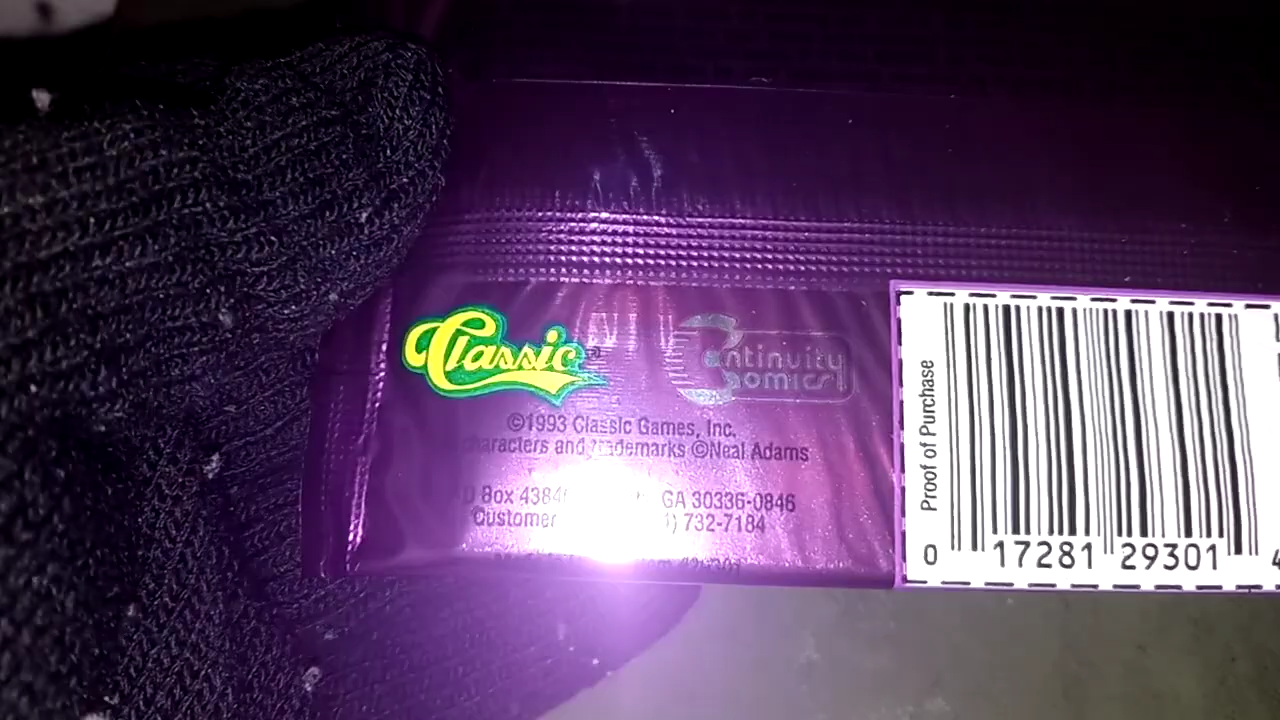 Classic
Continuity
Comics
©1993 Classic Games, Inc.
characters and trademarks ©Neal Adams
Box GA 30336-0846
Customer 732-7184
Proof of Purchase
0 17281 29301 4